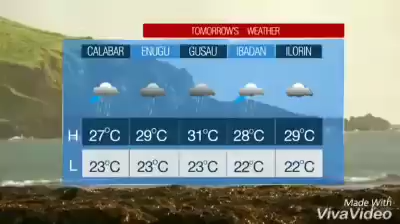 TOMORROW'S WEATHER
CALABAR ENUGU GUSAU IBADAN ILORIN
H 27°C 29°C 31°C 28°C 29°C
L 23°C 23°C 23°C 22°C 22°C
Made With
VivaVideo